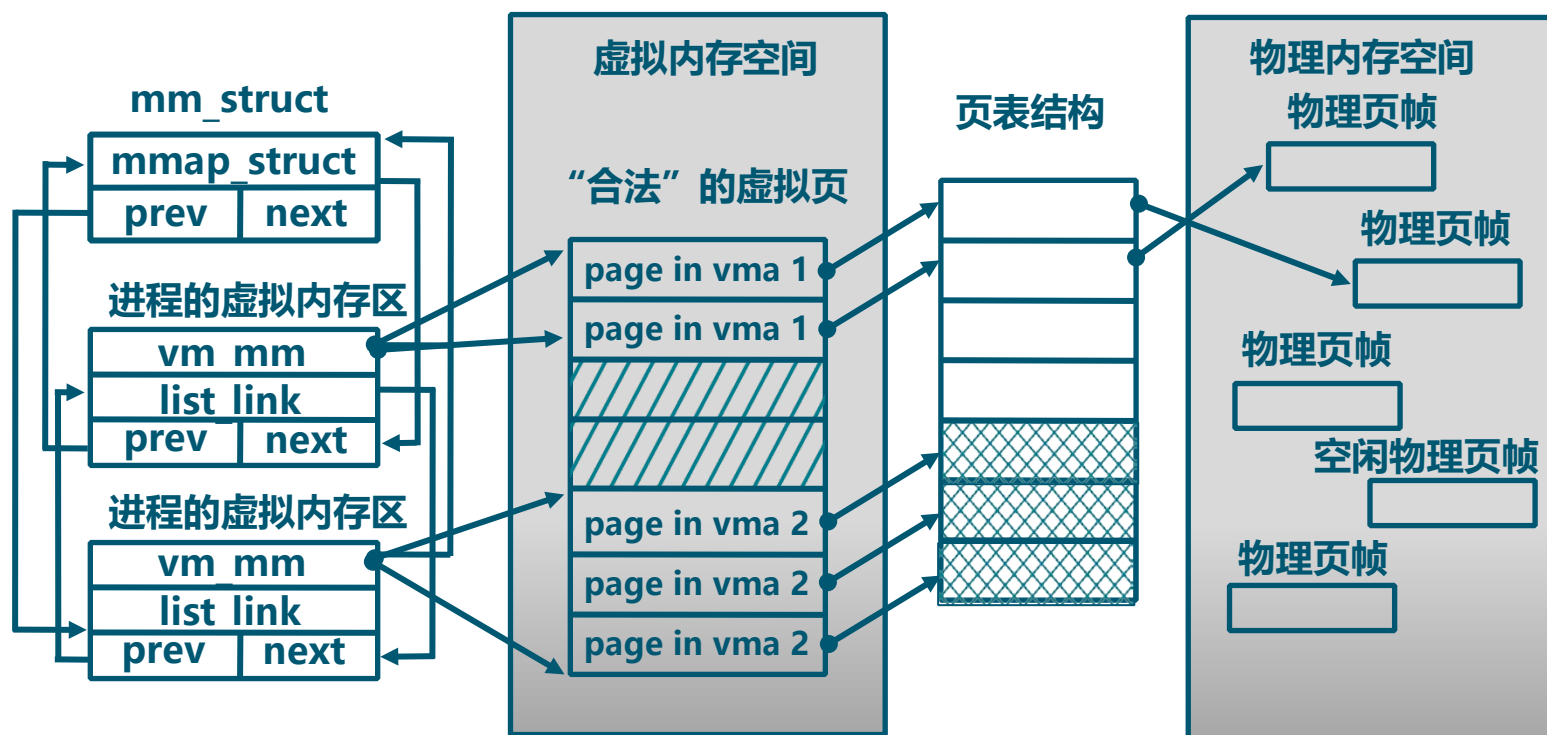 mm_struct
mmap_struct
prev next
进程的虚拟内存区
vm_mm
list_link
prev next
进程的虚拟内存区
vm_mm
list_link
prev next
虚拟内存空间
“合法”的虚拟页
page in vma 1
page in vma 1
page in vma 2
page in vma 2
page in vma 2
页表结构
物理内存空间
物理页帧
物理页帧
物理页帧
空闲物理页帧
物理页帧